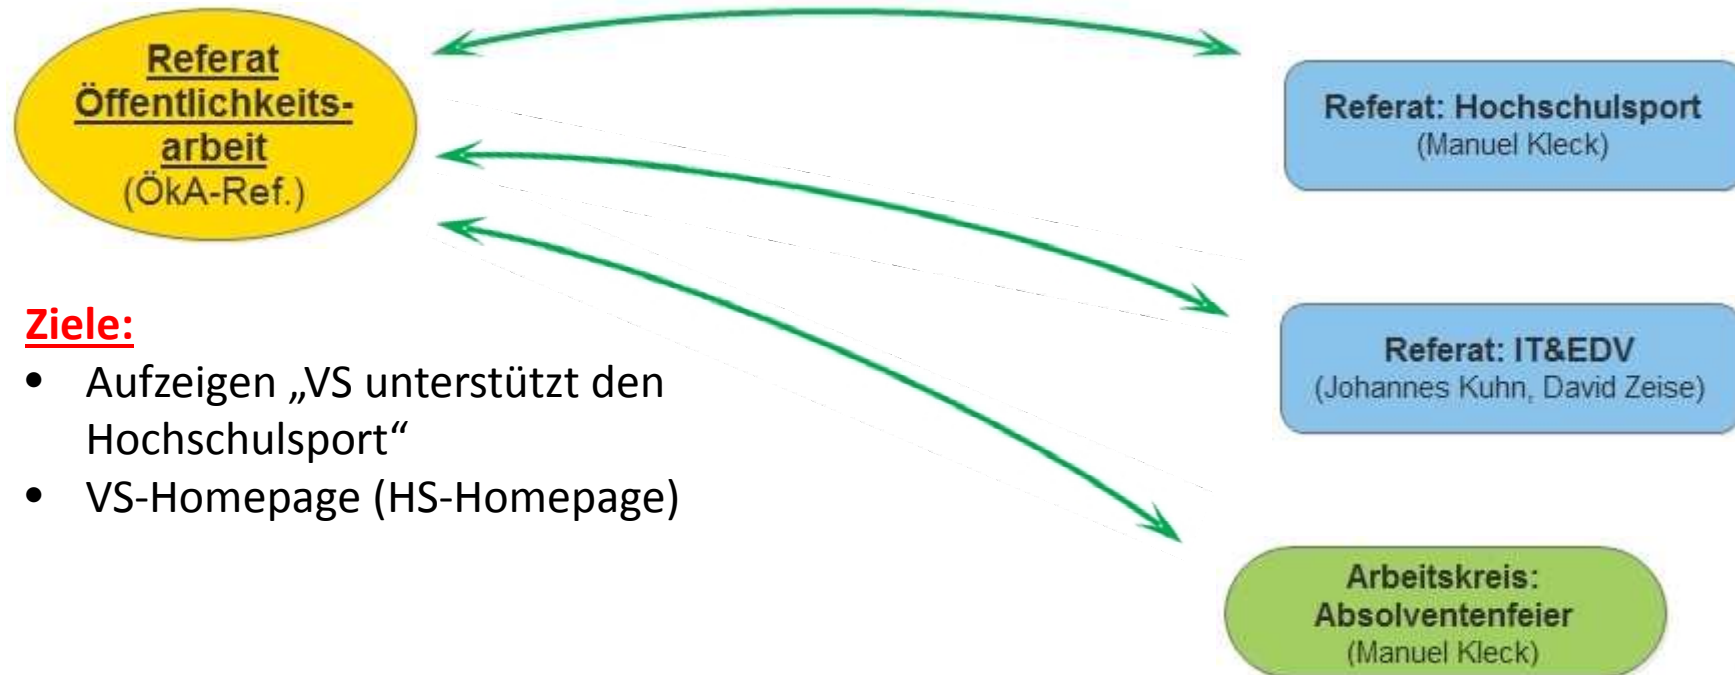 Referat
Öffentlichkeits-
arbeit
(ÖkA-Ref.)
Referat: Hochschulsport
(Manuel Kleck)
Referat: IT&EDV
(Johannes Kuhn, David Zeise)
Arbeitskreis:
Absolventenfeier
(Manuel Kleck)
Ziele:
• Aufzeigen „VS unterstützt den
Hochschulsport“
• VS-Homepage (HS-Homepage)